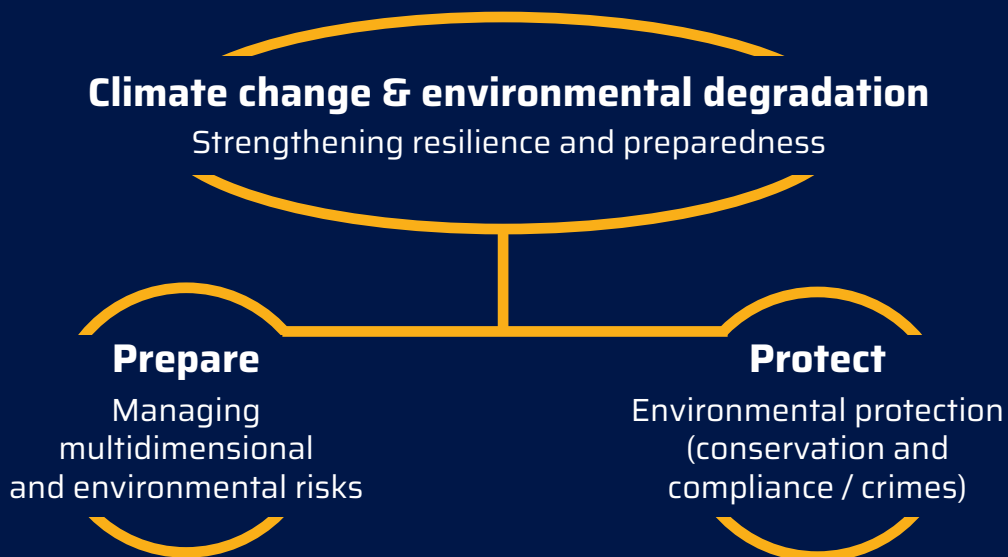 Climate change & environmental degradation
Strengthening resilience and preparedness
Prepare
Managing
multidimensional
and environmental risks
Protect
Environmental protection
(conservation and
compliance / crimes)